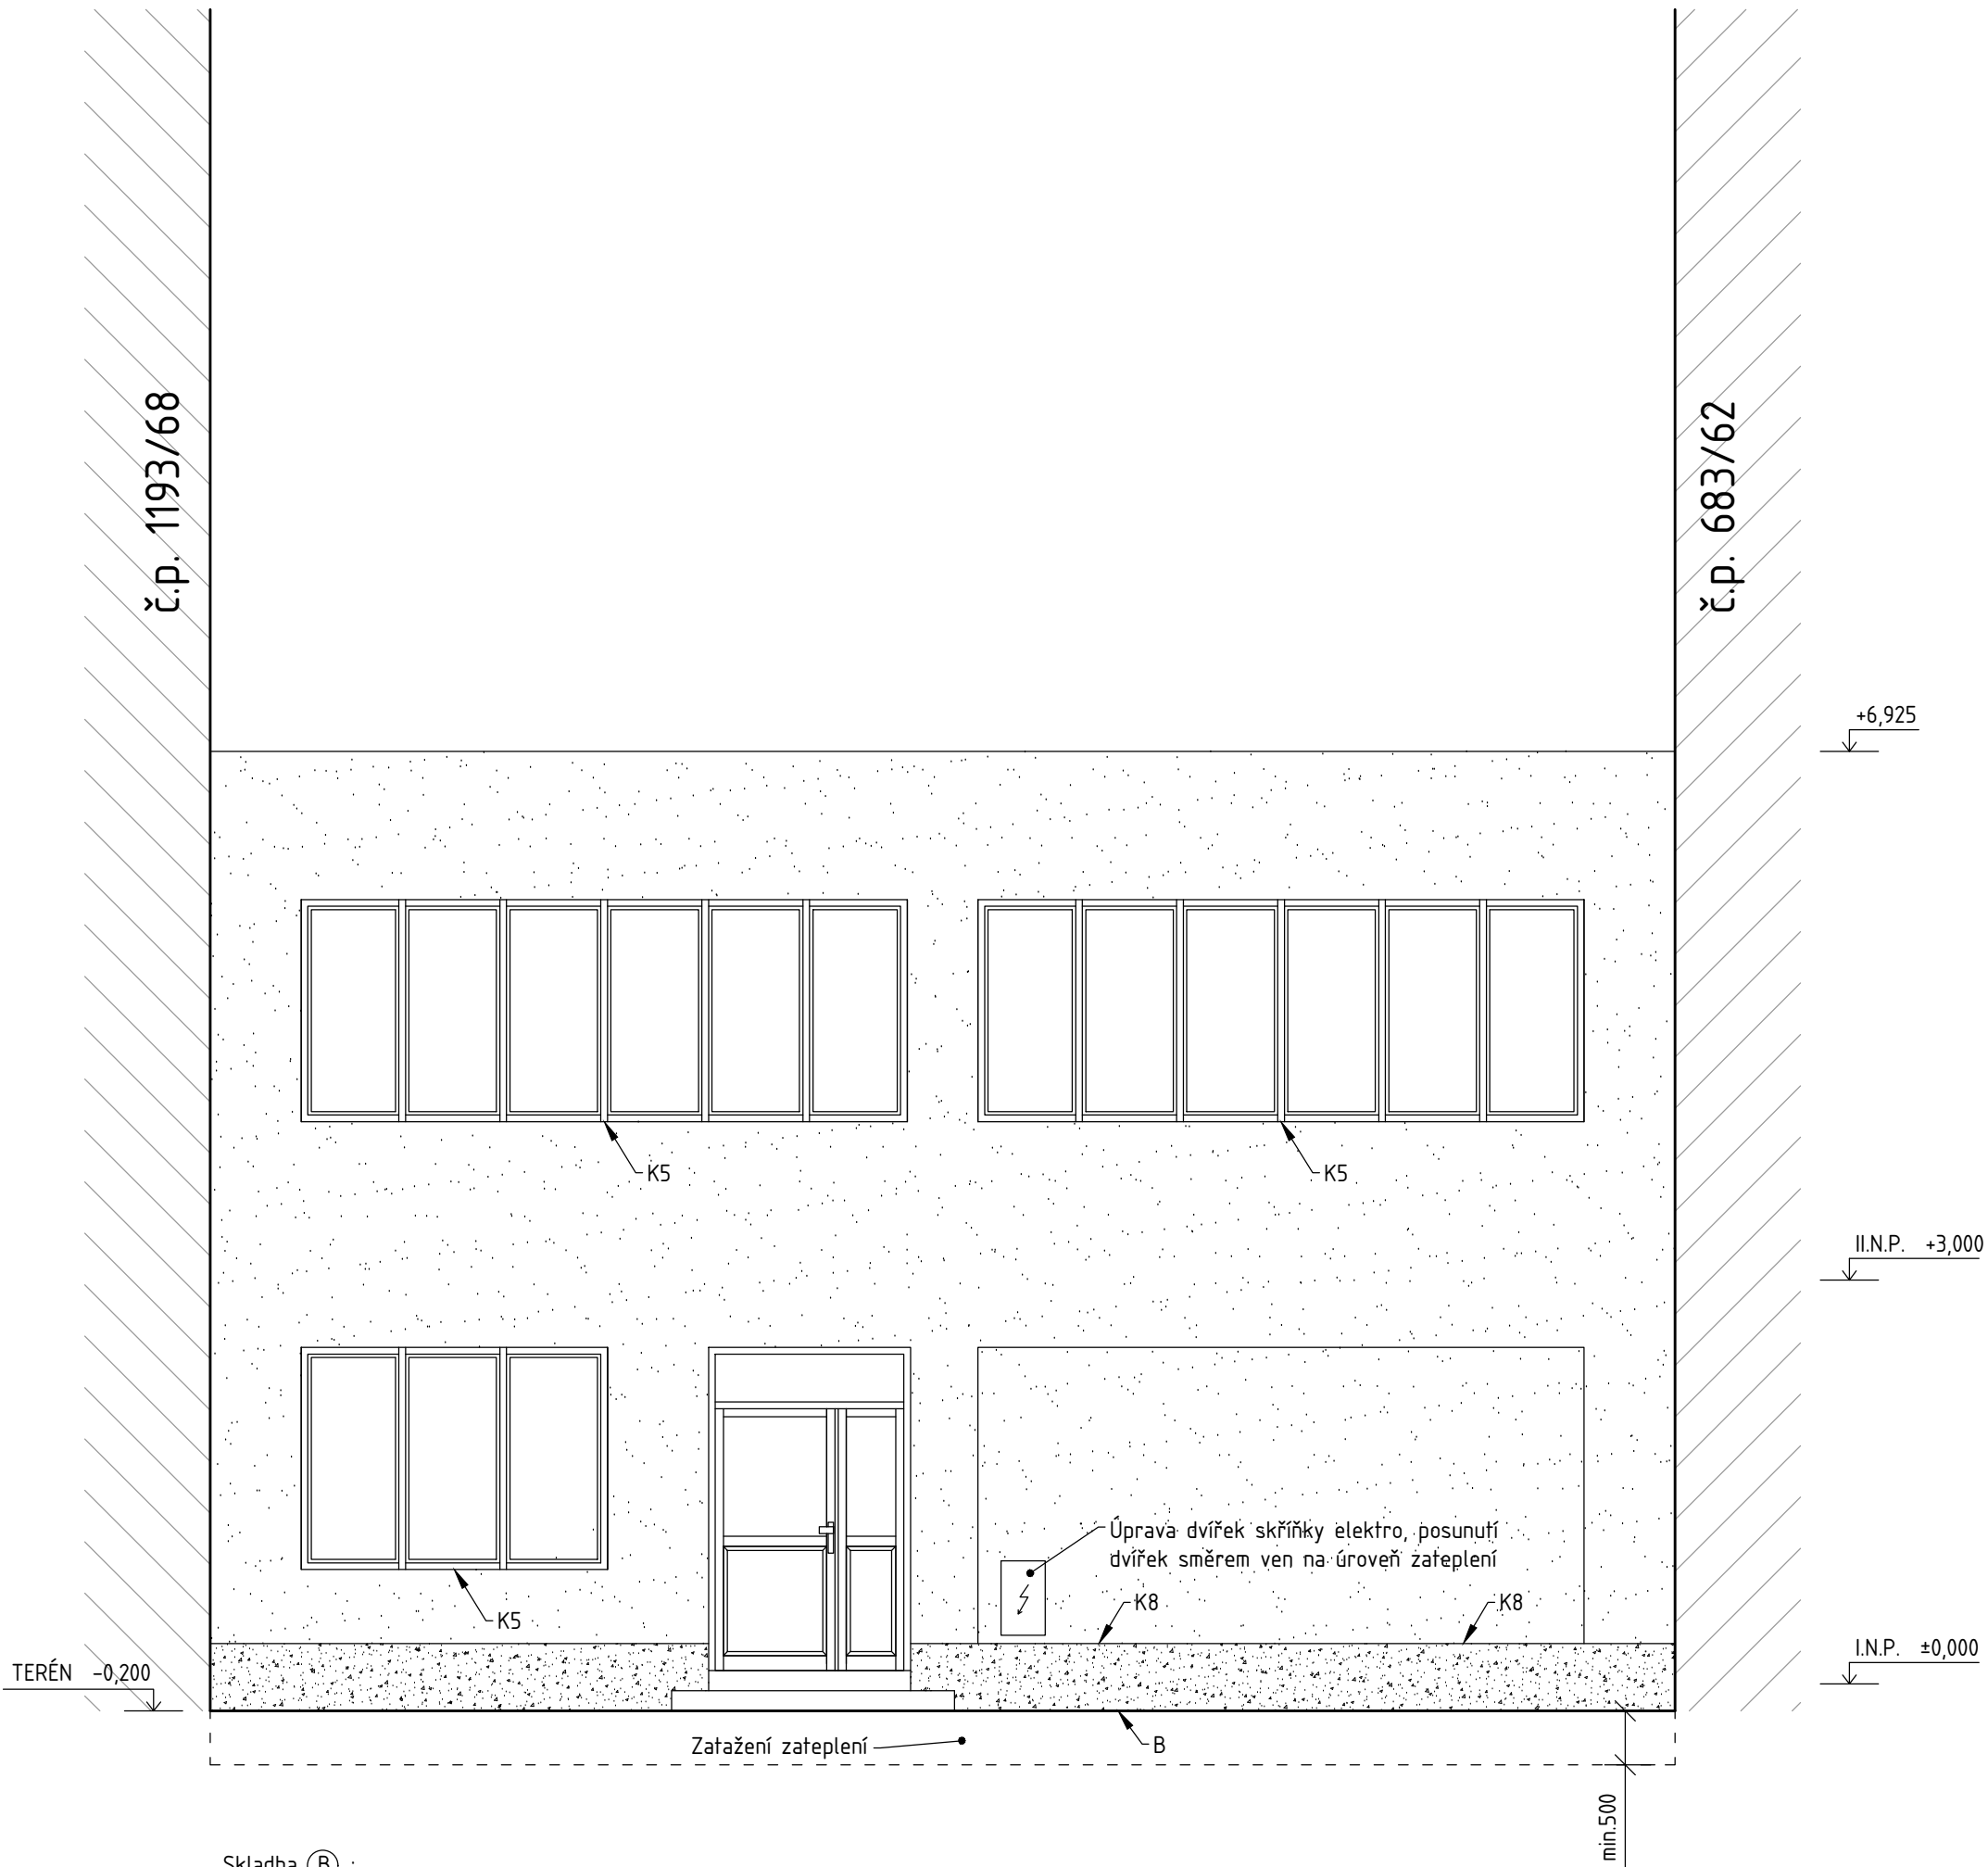 č.p. 1193/68
č.p. 683/62
+6,925
K5
K5
II.N.P. +3,000
Úprava dvířek skříňky elektro, posunutí
dvířek směrem ven na úroveň zateplení
K8
K8
K5
I.N.P. ±0,000
TERÉN -0,200
Zatažení zateplení
B
min.500
Skladba B :